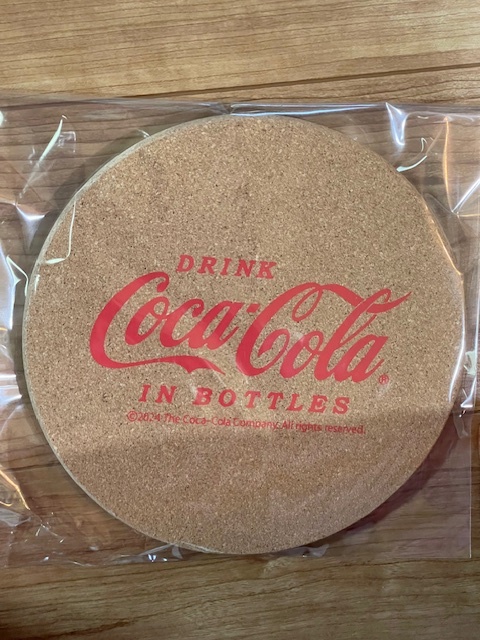 DRINK
Coca-Cola®
IN BOTTLES
©2024 The Coca-Cola Company. All rights reserved.